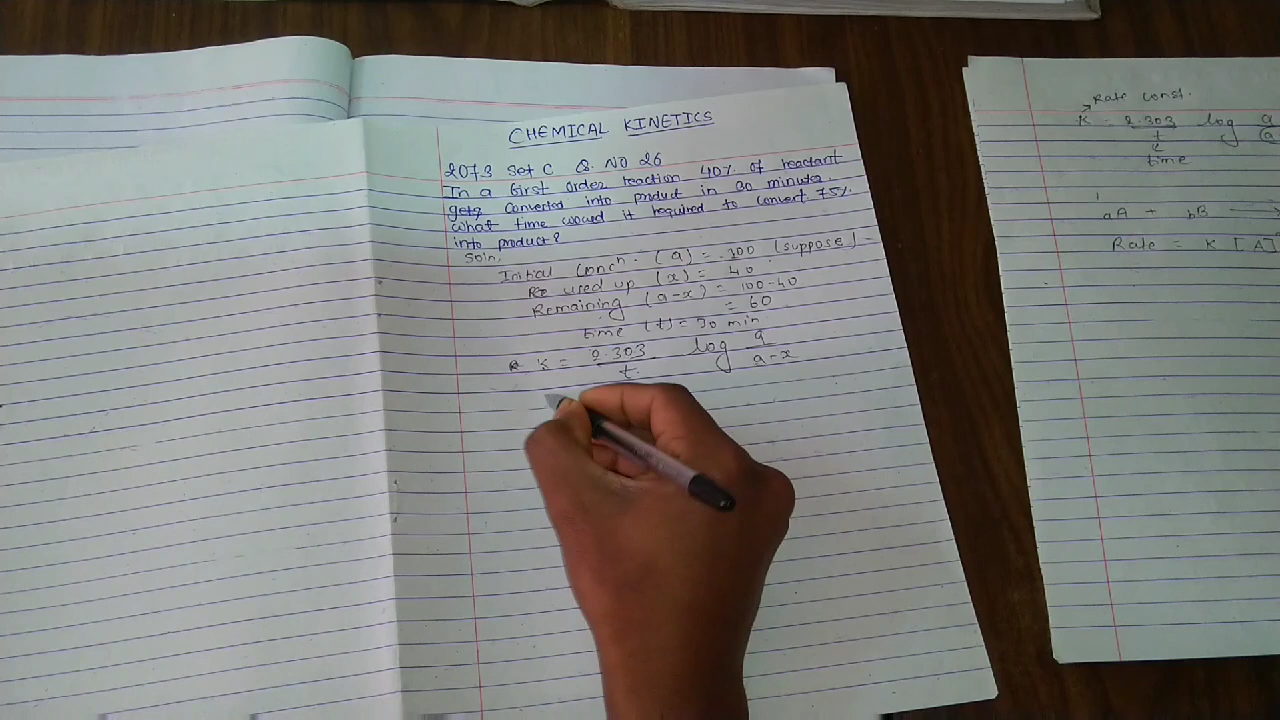 CHEMICAL KINETICS
2073 Set C Q. NO 26
In a first order reaction 40% of reactant
gets converted into product in 30 minutes.
what time would it required to convert 75%
into product?
Soln.
Initial Concn. (a) = 100 (suppose) =
Re used up (x) = 40
Remaining (a-x) = 100-40
= 60
time (t) = 30 min
K = 2.303 log a
t a-x
Rate const.
K = 2.303 log a
t (a
time
aA + bB
Rate = K [A]